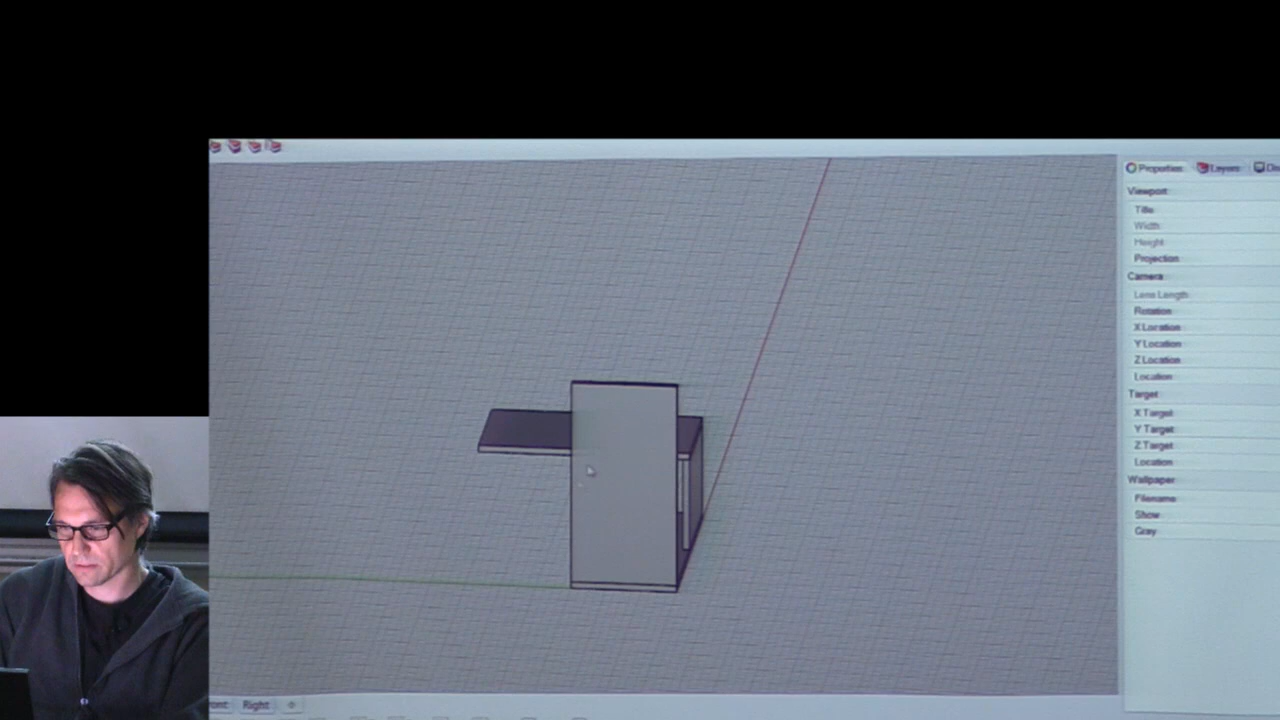 Properties Layers
Viewport
Title
Width
Height
Projection
Camera
Lens Length
Rotation
X Location
Y Location
Z Location
Location
Target
X Target
Y Target
Z Target
Location
Wallpaper
Filename
Show
Gray
Right